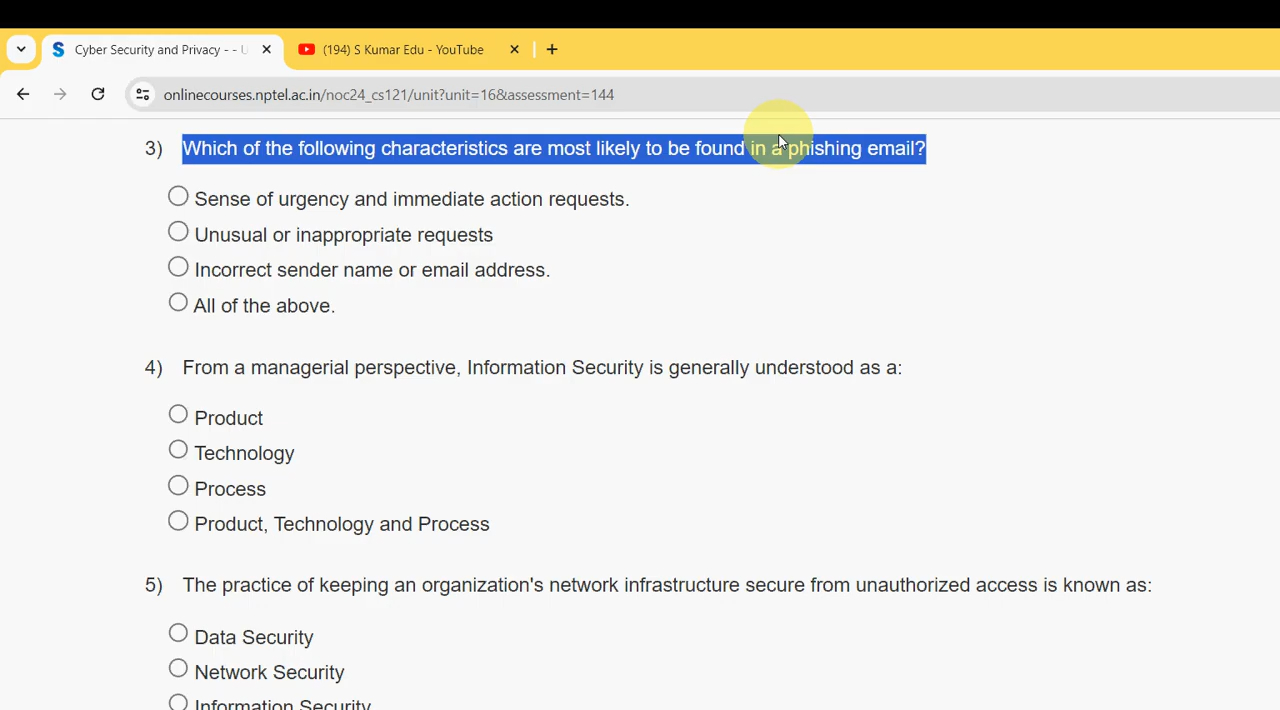 Cyber Security and Privacy - - U
(194) S Kumar Edu - YouTube
onlinecourses.nptel.ac.in/noc24_cs121/unit?unit=16&assessment=144
3) Which of the following characteristics are most likely to be found in a phishing email?
Sense of urgency and immediate action requests.
Unusual or inappropriate requests
Incorrect sender name or email address.
All of the above.
4) From a managerial perspective, Information Security is generally understood as a:
Product
Technology
Process
Product, Technology and Process
5) The practice of keeping an organization's network infrastructure secure from unauthorized access is known as:
Data Security
Network Security
Information Security